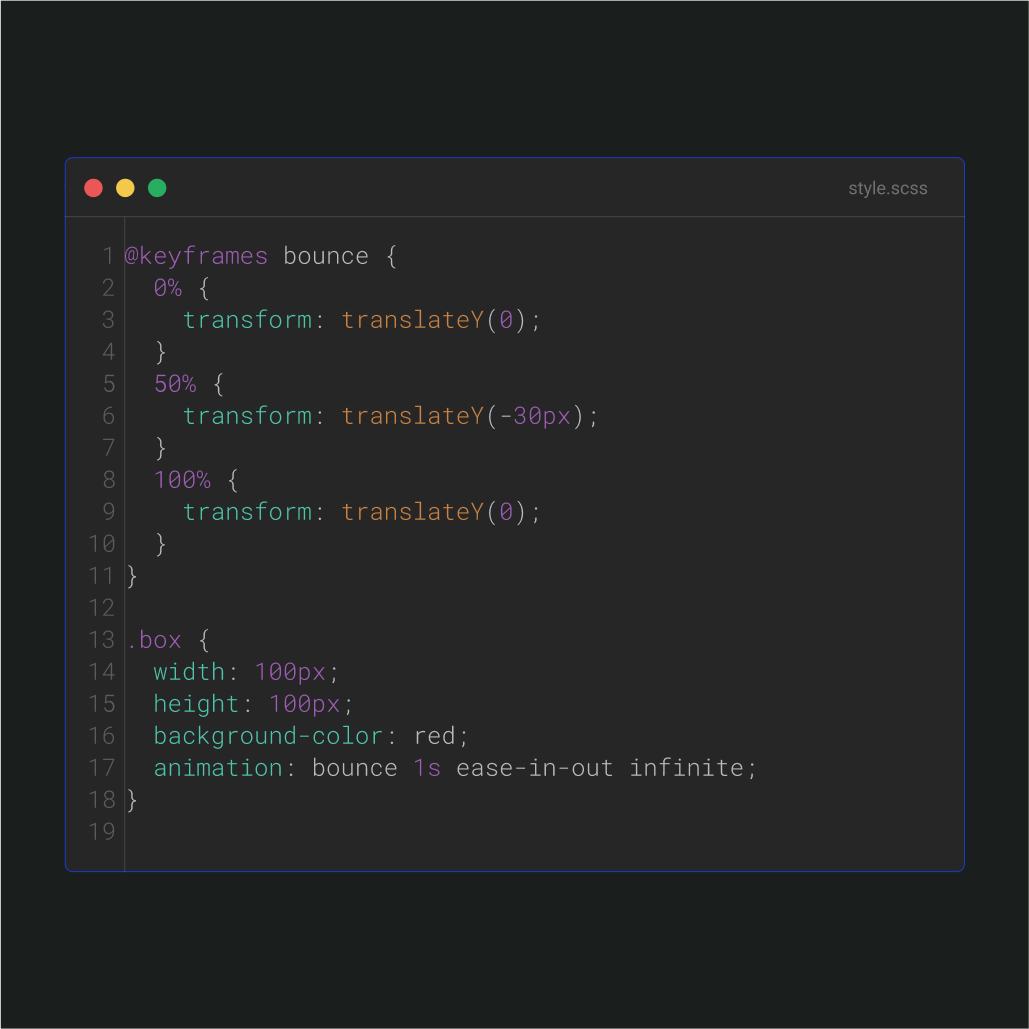 style.scss
1 @keyframes bounce {
2   0% {
3     transform: translateY(0);
4   }
5   50% {
6     transform: translateY(-30px);
7   }
8   100% {
9     transform: translateY(0);
10   }
11 }
12
13 .box {
14   width: 100px;
15   height: 100px;
16   background-color: red;
17   animation: bounce 1s ease-in-out infinite;
18 }
19